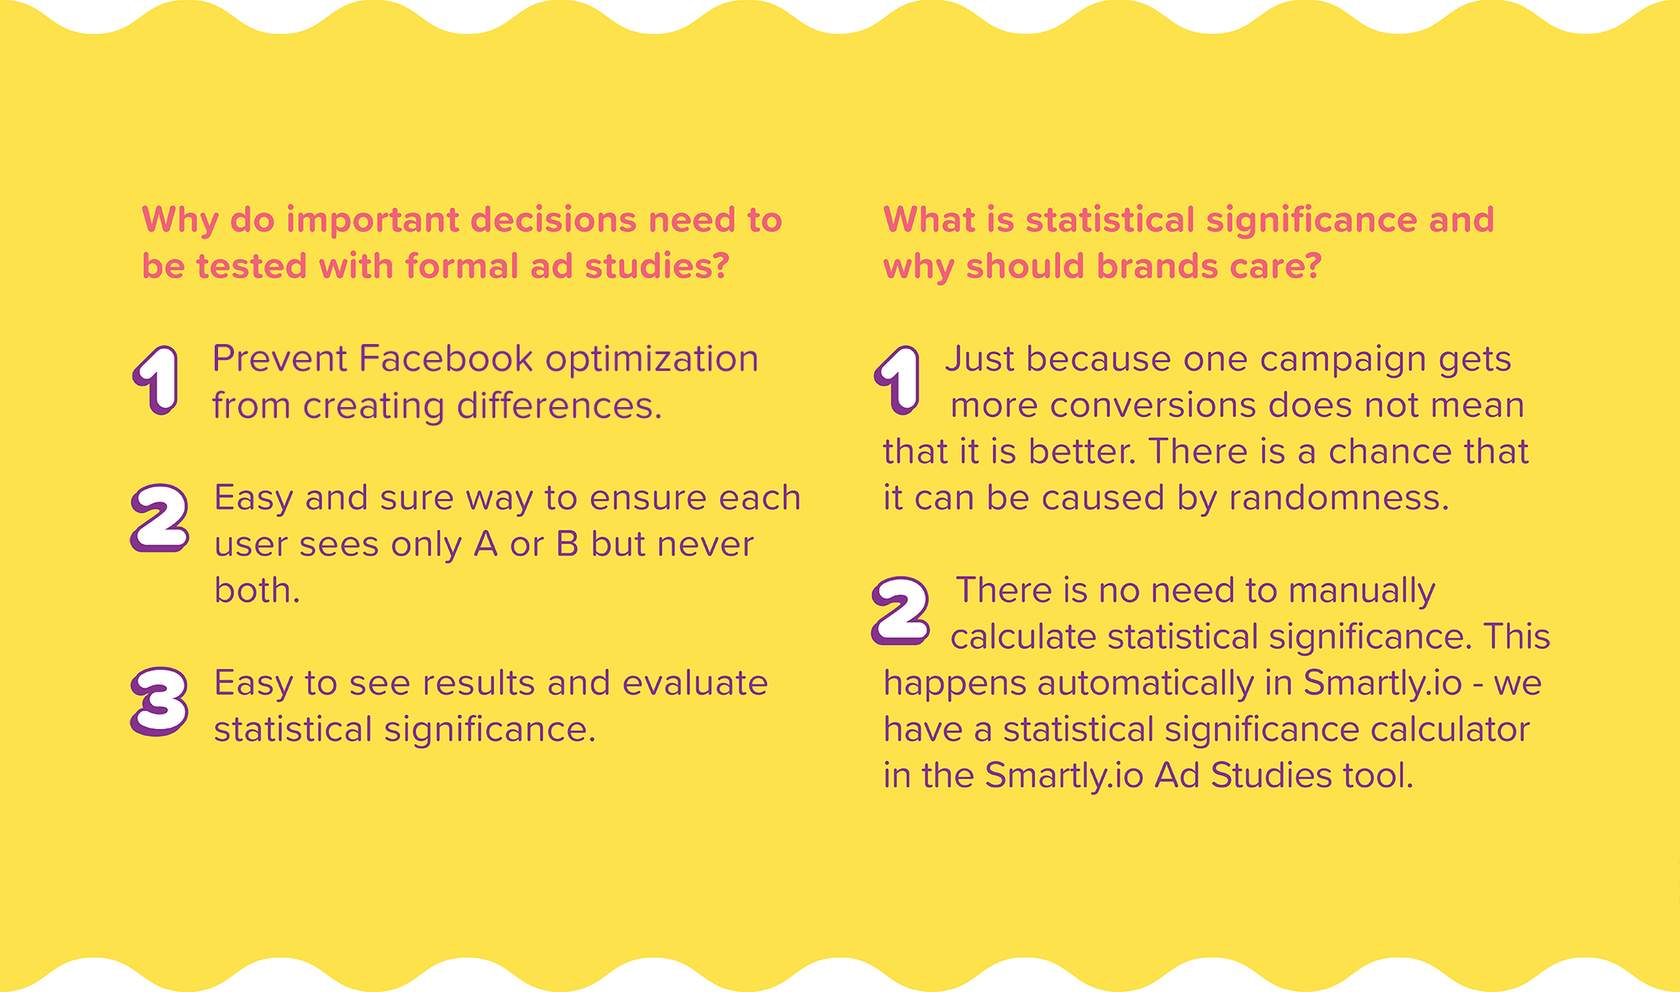 Why do important decisions need to
be tested with formal ad studies?
1 Prevent Facebook optimization
from creating differences.
2 Easy and sure way to ensure each
user sees only A or B but never
both.
3 Easy to see results and evaluate
statistical significance.
What is statistical significance and
why should brands care?
1 Just because one campaign gets
more conversions does not mean
that it is better. There is a chance that
it can be caused by randomness.
2 There is no need to manually
calculate statistical significance. This
happens automatically in Smartly.io - we
have a statistical significance calculator
in the Smartly.io Ad Studies tool.